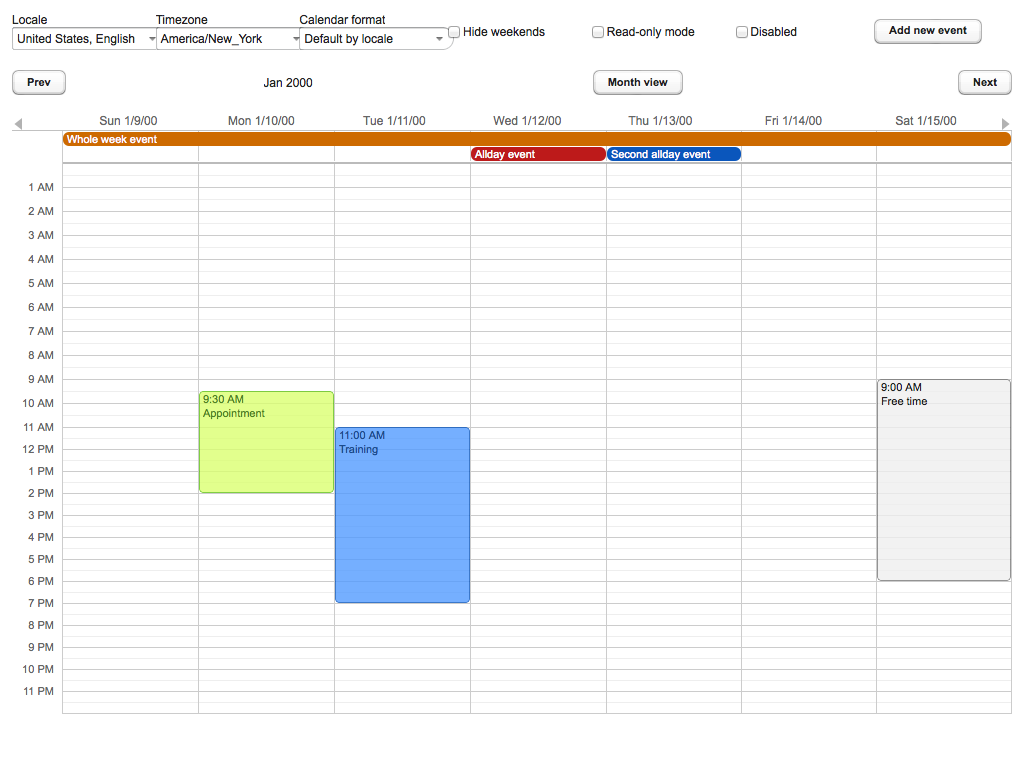 Locale
Timezone
Calendar format
United States, English
America/New_York
Default by locale
Hide weekends
Read-only mode
Disabled
Add new event
Prev
Jan 2000
Month view
Next
Sun 1/9/00
Mon 1/10/00
Tue 1/11/00
Wed 1/12/00
Thu 1/13/00
Fri 1/14/00
Sat 1/15/00
Whole week event
Allday event
Second allday event
1 AM
2 AM
3 AM
4 AM
5 AM
6 AM
7 AM
8 AM
9 AM
10 AM
11 AM
12 PM
1 PM
2 PM
3 PM
4 PM
5 PM
6 PM
7 PM
8 PM
9 PM
10 PM
11 PM
9:30 AM
Appointment
11:00 AM
Training
9:00 AM
Free time